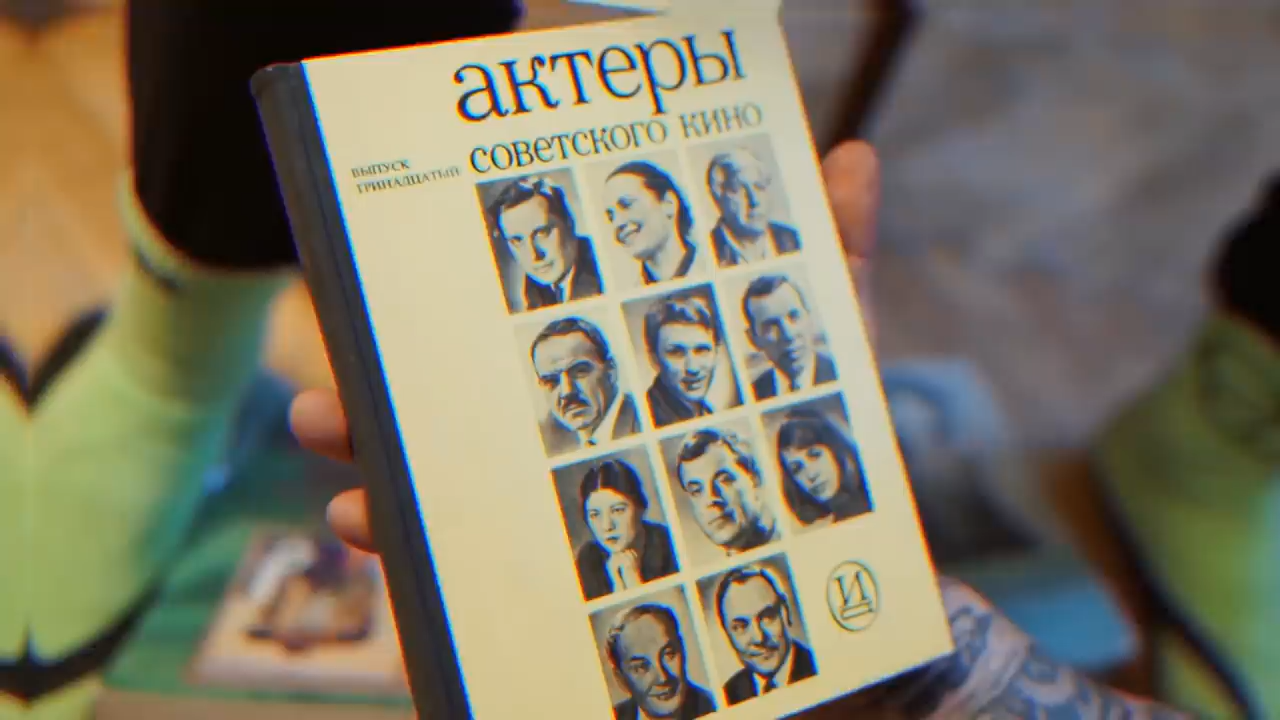 актеры
советского кино
выпуск
тринадцатый
И